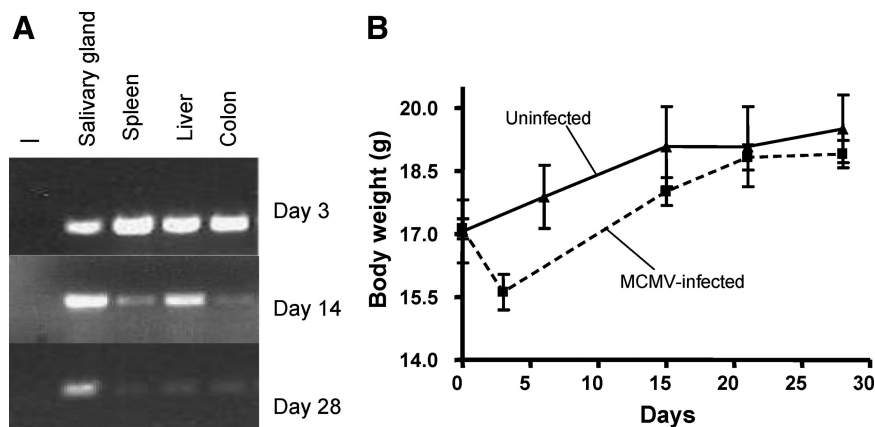 A
–
Salivary gland
Spleen
Liver
Colon
Day 3
Day 14
Day 28
B
Body weight (g)
20.0
18.5
17.0
15.5
14.0
Uninfected
MCMV-infected
0
5
10
15
20
25
30
Days